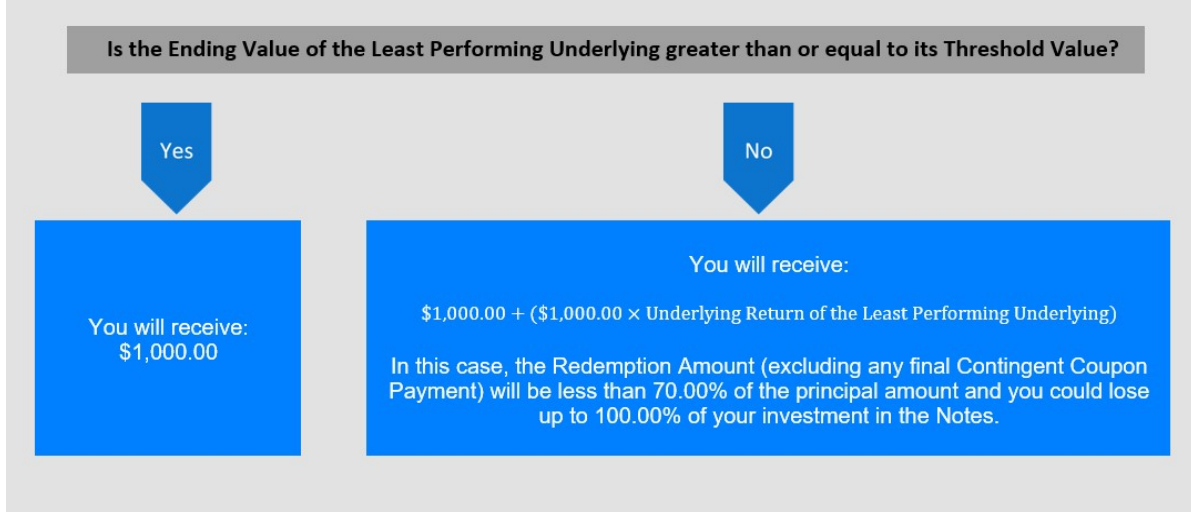 Is the Ending Value of the Least Performing Underlying greater than or equal to its Threshold Value?
Yes
No
You will receive:
$1,000.00
You will receive:
$1,000.00 + ($1,000.00 × Underlying Return of the Least Performing Underlying)
In this case, the Redemption Amount (excluding any final Contingent Coupon
Payment) will be less than 70.00% of the principal amount and you could lose
up to 100.00% of your investment in the Notes.